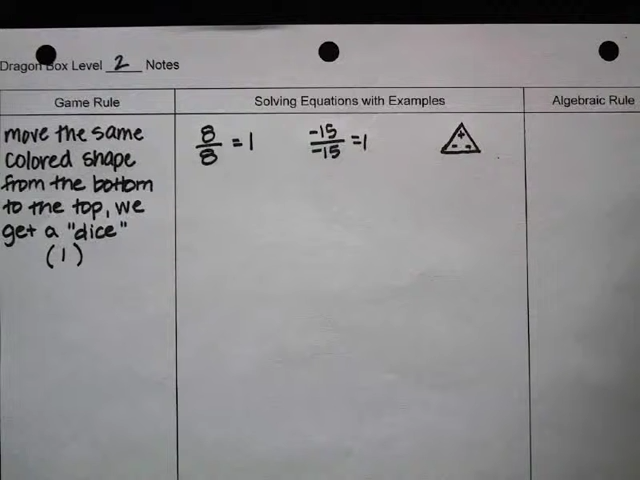 Dragon Box Level 2 Notes
Game Rule
Solving Equations with Examples
Algebraic Rule
move the same
colored shape
from the bottom
to the top, we
get a "dice"
(1)
8/8 = 1
-15/-15 = 1
+
- -